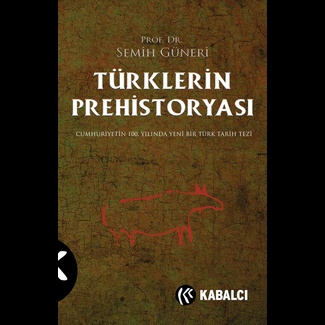 PROF. DR.
SEMİH GÜNERİ
TÜRKLERİN
PREHİSTORYASI
CUMHURİYETİN 100. YILINDA YENİ BİR TÜRK TARİH TEZİ
KABALCI